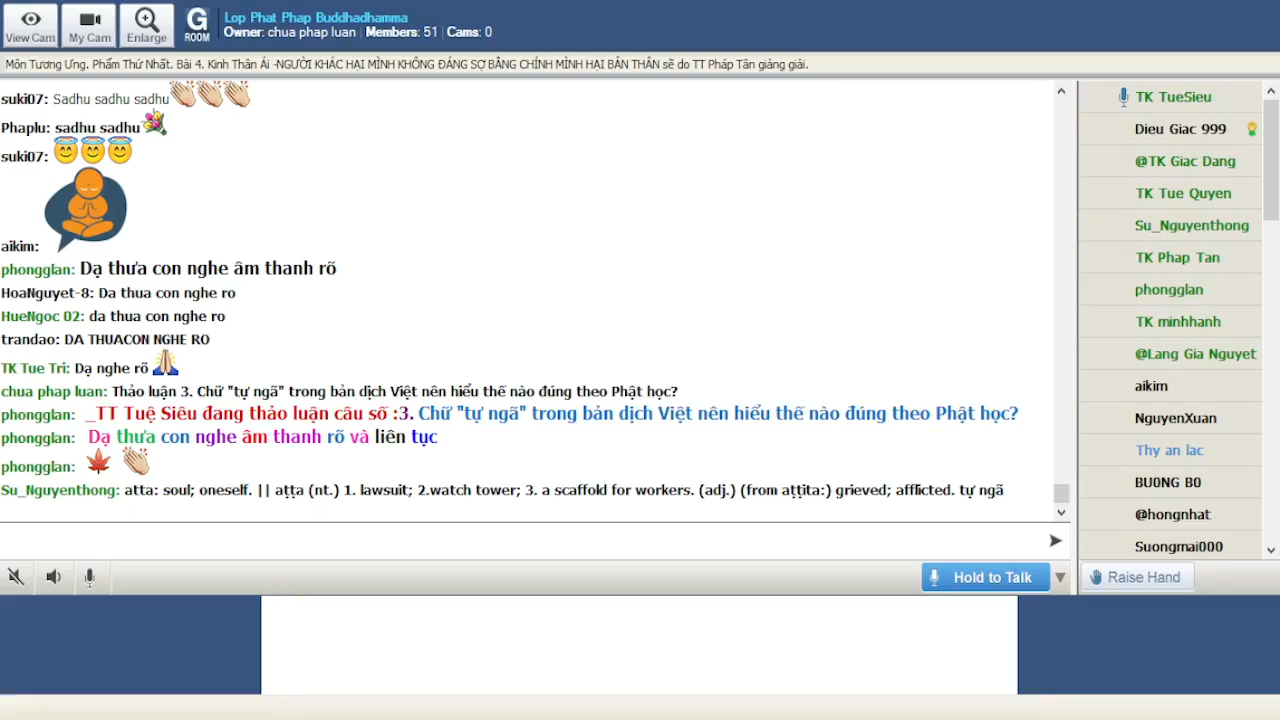 View Cam
My Cam
Enlarge
G
ROOM
Lop Phat Phap Buddhadhamma
Owner: chua phap luan | Members: 51 | Cams: 0
Môn Tương Ưng. Phẩm Thứ Nhất. Bài 4. Kinh Thân Ái -NGƯỜI KHÁC HẠI MÌNH KHÔNG ĐÁNG SỢ BẰNG CHÍNH MÌNH HẠI BẢN THÂN sẽ do TT Pháp Tân giảng giải.
suki07: Sadhu sadhu sadhu
Phaplu: sadhu sadhu
suki07:
aikim:
phongglan: Dạ thưa con nghe âm thanh rõ
HoaNguyet-8: Da thua con nghe ro
HueNgoc 02: da thua con nghe ro
trandao: DA THUACON NGHE RO
TK Tue Tri: Dạ nghe rõ
chua phap luan: Thảo luận 3. Chữ "tự ngã" trong bản dịch Việt nên hiểu thế nào đúng theo Phật học?
phongglan: _TT Tuệ Siêu đang thảo luận câu số :3. Chữ "tự ngã" trong bản dịch Việt nên hiểu thế nào đúng theo Phật học?
phongglan: Dạ thưa con nghe âm thanh rõ và liên tục
phongglan:
Su_Nguyenthong: atta: soul; oneself. || aṭṭa (nt.) 1. lawsuit; 2.watch tower; 3. a scaffold for workers. (adj.) (from aṭṭita:) grieved; afflicted. tự ngã
TK TueSieu
Dieu Giac 999
@TK Giac Dang
TK Tue Quyen
Su_Nguyenthong
TK Phap Tan
phongglan
TK minhhanh
@Lang Gia Nguyet
aikim
NguyenXuan
Thy an lac
BU0NG B0
@hongnhat
Suongmai000
Hold to Talk
Raise Hand